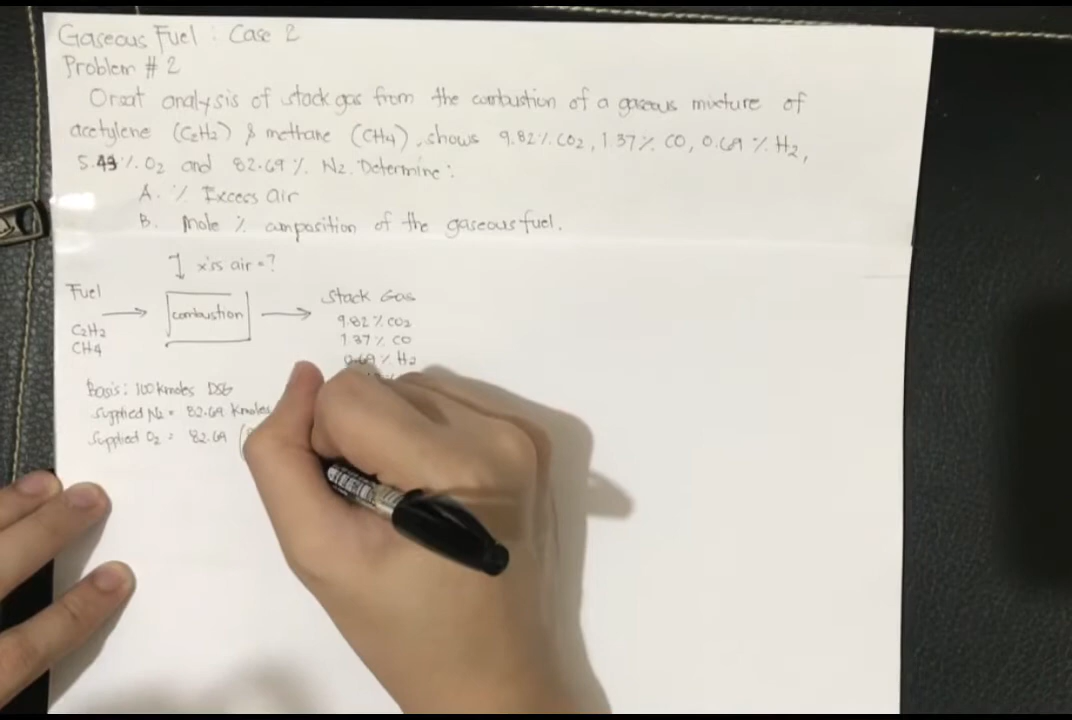 Gaseous Fuel : Case 2
Problem # 2
Orsat analysis of stack gas from the combustion of a gaseous mixture of
acetylene (C2H2) & methane (CH4), shows 9.82% CO2, 1.37% CO, 0.69% H2,
5.43% O2 and 82.69% N2. Determine:
A. % Excess air
B. Mole % composition of the gaseous fuel.
x's air = ?
Fuel
combustion
Stack Gas
C2H2
CH4
9.82% CO2
1.37% CO
0.69% H2
Basis: 100 Kmoles DSG
Supplied N2 = 82.69 Kmoles
Supplied O2 = 82.69 (